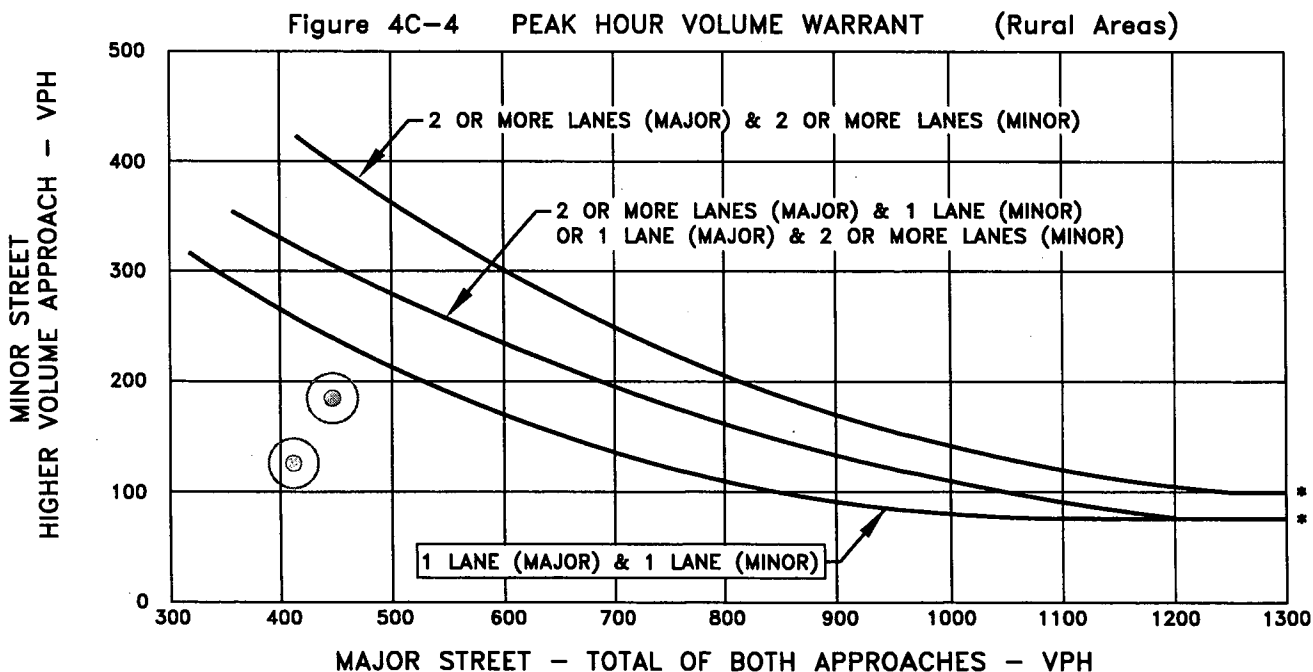 Figure 4C-4 PEAK HOUR VOLUME WARRANT (Rural Areas)
MINOR STREET
HIGHER VOLUME APPROACH - VPH
500
400
300
200
100
0
2 OR MORE LANES (MAJOR) & 2 OR MORE LANES (MINOR)
2 OR MORE LANES (MAJOR) & 1 LANE (MINOR)
OR 1 LANE (MAJOR) & 2 OR MORE LANES (MINOR)
1 LANE (MAJOR) & 1 LANE (MINOR)
*
*
300 400 500 600 700 800 900 1000 1100 1200 1300
MAJOR STREET - TOTAL OF BOTH APPROACHES - VPH